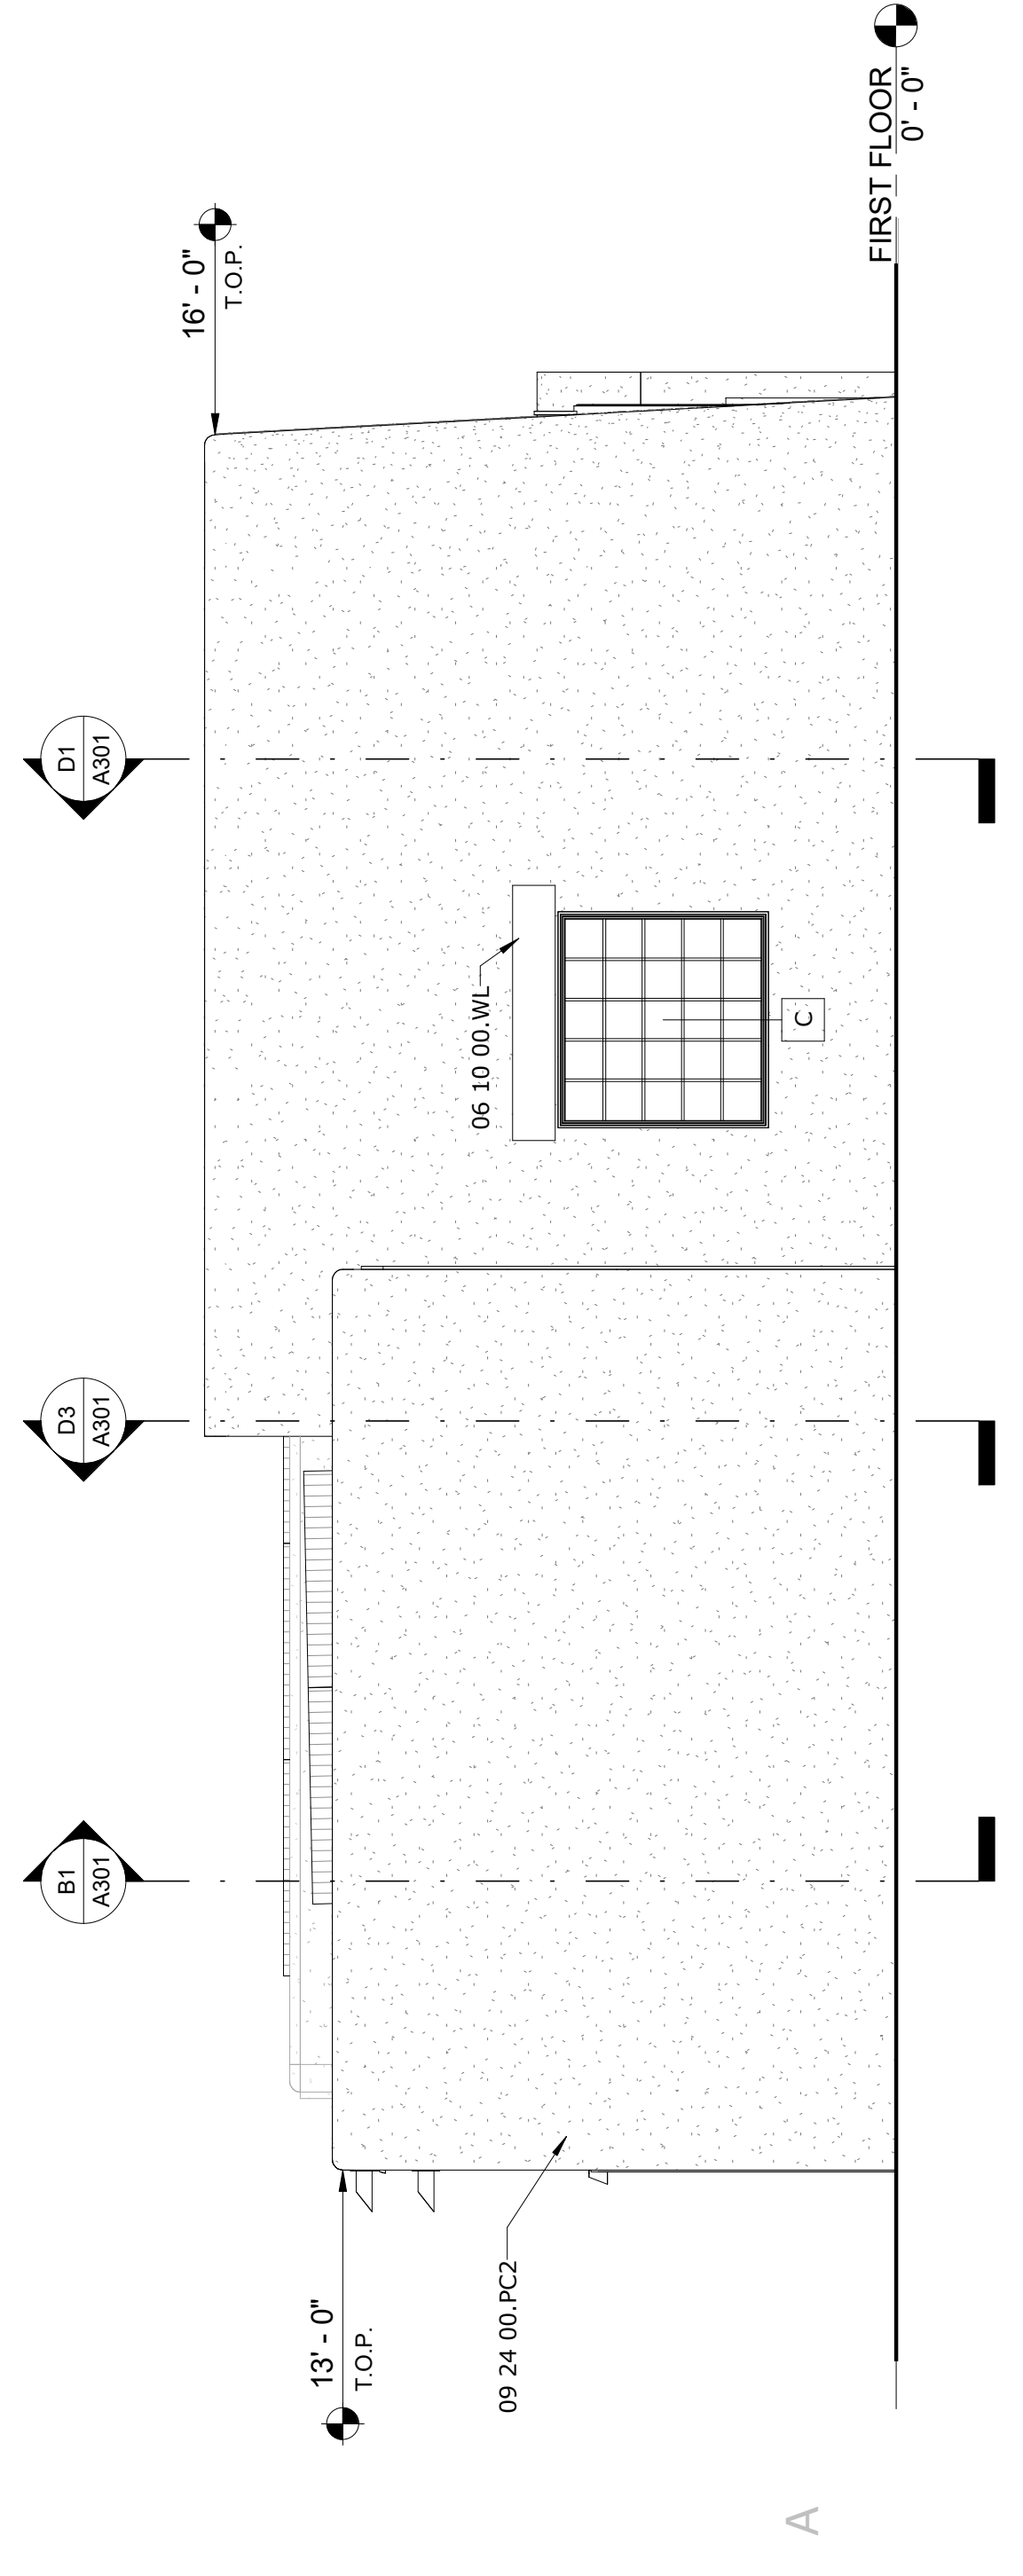 B1
A301
D3
A301
D1
A301
16' - 0"
T.O.P.
13' - 0"
T.O.P.
06 10 00.WL
09 24 00.PC2
C
FIRST FLOOR
0' - 0"
A